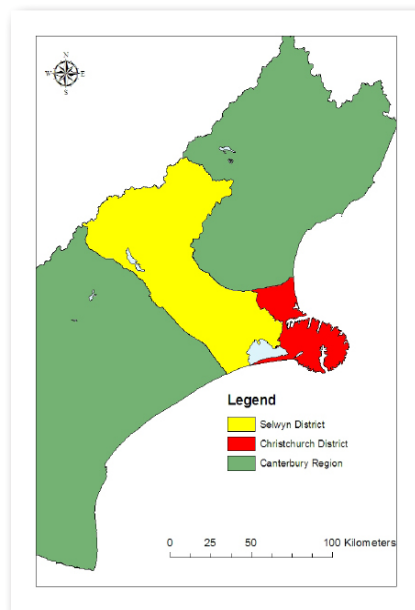 N
W E
S
Legend
Selwyn District
Christchurch District
Canterbury Region
0 25 50 100 Kilometers